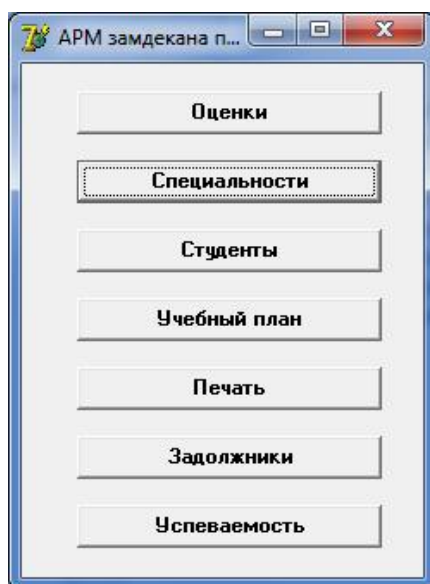 АРМ замдекана п...
Оценки
Специальности
Студенты
Учебный план
Печать
Задолжники
Успеваемость